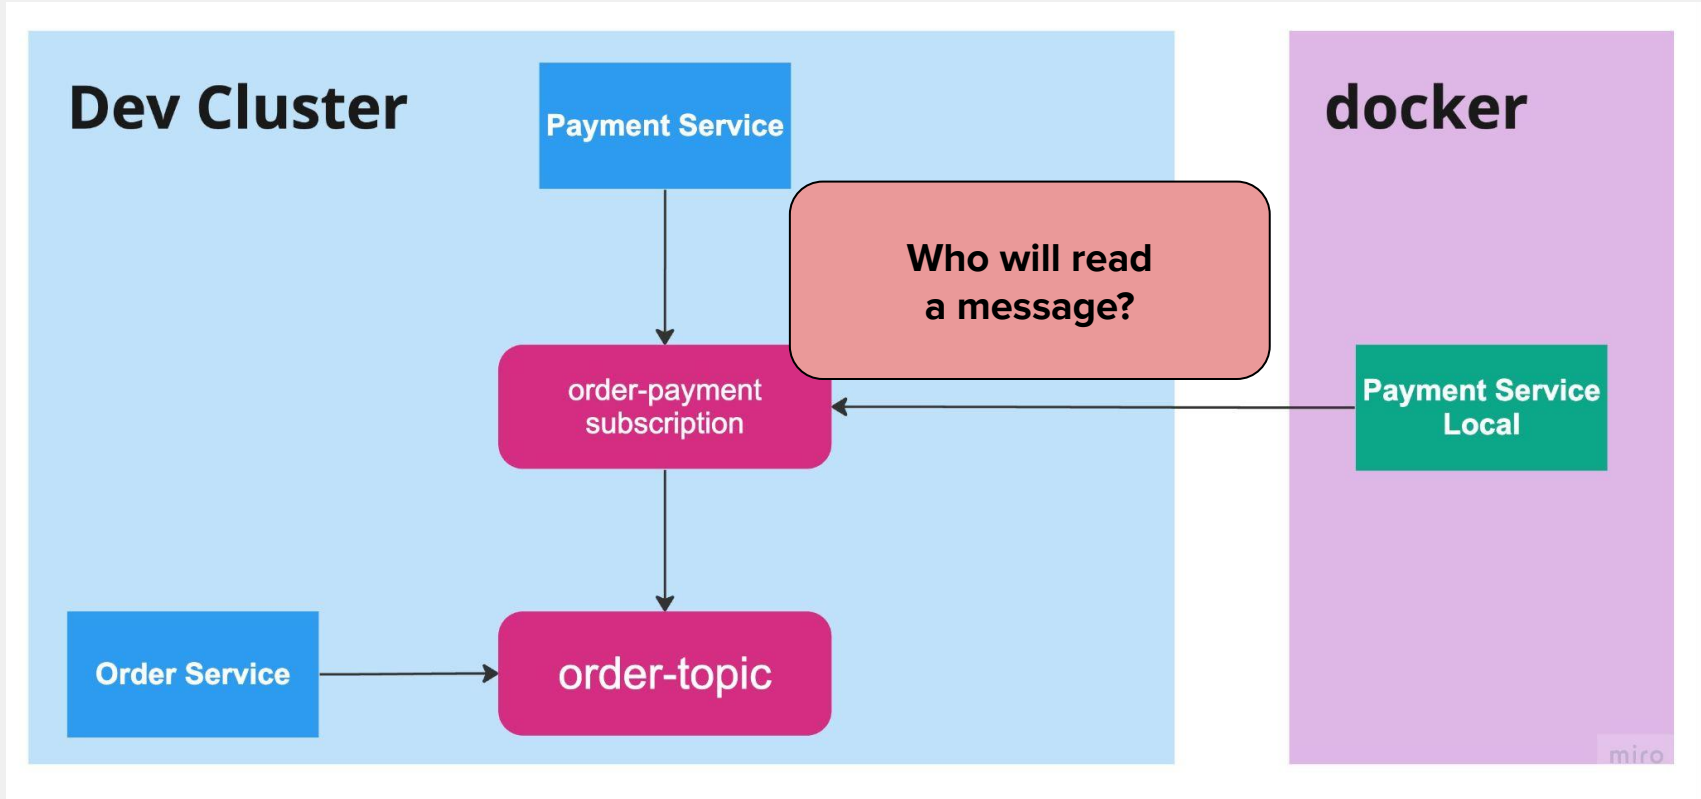 Dev Cluster
Payment Service
docker
Who will read
a message?
order-payment
subscription
Payment Service
Local
Order Service
order-topic
miro